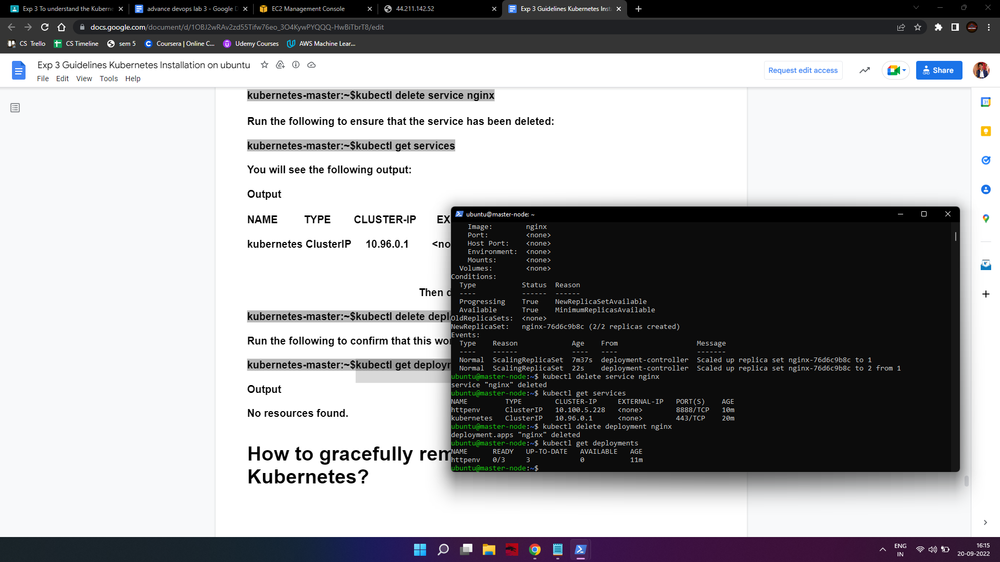 Exp 3 To understand the Kuberne
advance devops lab 3 - Google D
EC2 Management Console
44.211.142.52
Exp 3 Guidelines Kubernetes Inst
docs.google.com/document/d/1OBJ2wRAv2zd55Tifw76eo_3O4KywPYQQQ-HwBiTbrT8/edit
CS Trello
CS Timeline
sem 5
Coursera | Online C...
Udemy Courses
AWS Machine Lear...
Exp 3 Guidelines Kubernetes Installation on ubuntu
File Edit View Tools Help
Request edit access
Share
kubernetes-master:~$kubectl delete service nginx
Run the following to ensure that the service has been deleted:
kubernetes-master:~$kubectl get services
You will see the following output:
Output
NAME TYPE CLUSTER-IP EX
kubernetes ClusterIP 10.96.0.1 <no
Then d
kubernetes-master:~$kubectl delete depl
Run the following to confirm that this wor
kubernetes-master:~$kubectl get deployn
Output
No resources found.
How to gracefully rem
Kubernetes?
ubuntu@master-node: ~
Image: nginx
Port: <none>
Host Port: <none>
Environment: <none>
Mounts: <none>
Volumes: <none>
Conditions:
Type Status Reason
---- ------ ------
Progressing True NewReplicaSetAvailable
Available True MinimumReplicasAvailable
OldReplicaSets: <none>
NewReplicaSet: nginx-76d6c9b8c (2/2 replicas created)
Events:
Type Reason Age From Message
---- ------ ---- ---- -------
Normal ScalingReplicaSet 7m37s deployment-controller Scaled up replica set nginx-76d6c9b8c to 1
Normal ScalingReplicaSet 22s deployment-controller Scaled up replica set nginx-76d6c9b8c to 2 from 1
ubuntu@master-node:~$ kubectl delete service nginx
service "nginx" deleted
ubuntu@master-node:~$ kubectl get services
NAME TYPE CLUSTER-IP EXTERNAL-IP PORT(S) AGE
httpenv ClusterIP 10.100.5.228 <none> 8888/TCP 10m
kubernetes ClusterIP 10.96.0.1 <none> 443/TCP 20m
ubuntu@master-node:~$ kubectl delete deployment nginx
deployment.apps "nginx" deleted
ubuntu@master-node:~$ kubectl get deployments
NAME READY UP-TO-DATE AVAILABLE AGE
httpenv 0/3 3 0 11m
ubuntu@master-node:~$
31
ENG
IN
16:15
20-09-2022